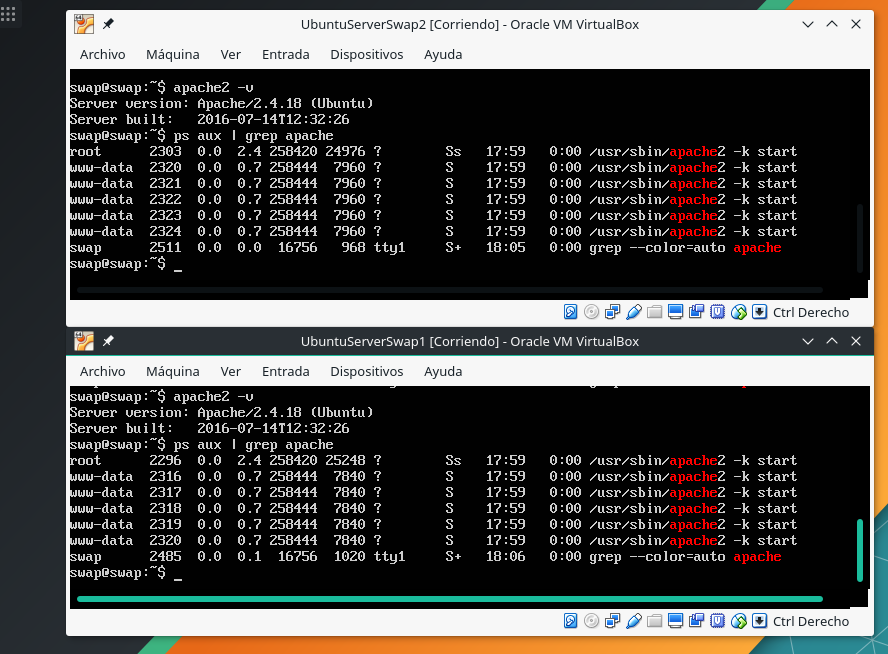 UbuntuServerSwap2 [Corriendo] - Oracle VM VirtualBox
Archivo Máquina Ver Entrada Dispositivos Ayuda
swap@swap:~$ apache2 -v
Server version: Apache/2.4.18 (Ubuntu)
Server built:   2016-07-14T12:32:26
swap@swap:~$ ps aux | grep apache
root      2303  0.0  2.4 258420 24976 ?        Ss   17:59   0:00 /usr/sbin/apache2 -k start
www-data  2320  0.0  0.7 258444  7960 ?        S    17:59   0:00 /usr/sbin/apache2 -k start
www-data  2321  0.0  0.7 258444  7960 ?        S    17:59   0:00 /usr/sbin/apache2 -k start
www-data  2322  0.0  0.7 258444  7960 ?        S    17:59   0:00 /usr/sbin/apache2 -k start
www-data  2323  0.0  0.7 258444  7960 ?        S    17:59   0:00 /usr/sbin/apache2 -k start
www-data  2324  0.0  0.7 258444  7960 ?        S    17:59   0:00 /usr/sbin/apache2 -k start
swap      2511  0.0  0.0  16756   968 tty1     S+   18:05   0:00 grep --color=auto apache
swap@swap:~$ _
Ctrl Derecho
UbuntuServerSwap1 [Corriendo] - Oracle VM VirtualBox
Archivo Máquina Ver Entrada Dispositivos Ayuda
swap@swap:~$ apache2 -v
Server version: Apache/2.4.18 (Ubuntu)
Server built:   2016-07-14T12:32:26
swap@swap:~$ ps aux | grep apache
root      2296  0.0  2.4 258420 25248 ?        Ss   17:59   0:00 /usr/sbin/apache2 -k start
www-data  2316  0.0  0.7 258444  7840 ?        S    17:59   0:00 /usr/sbin/apache2 -k start
www-data  2317  0.0  0.7 258444  7840 ?        S    17:59   0:00 /usr/sbin/apache2 -k start
www-data  2318  0.0  0.7 258444  7840 ?        S    17:59   0:00 /usr/sbin/apache2 -k start
www-data  2319  0.0  0.7 258444  7840 ?        S    17:59   0:00 /usr/sbin/apache2 -k start
www-data  2320  0.0  0.7 258444  7840 ?        S    17:59   0:00 /usr/sbin/apache2 -k start
swap      2485  0.0  0.1  16756  1020 tty1     S+   18:06   0:00 grep --color=auto apache
swap@swap:~$ _
Ctrl Derecho